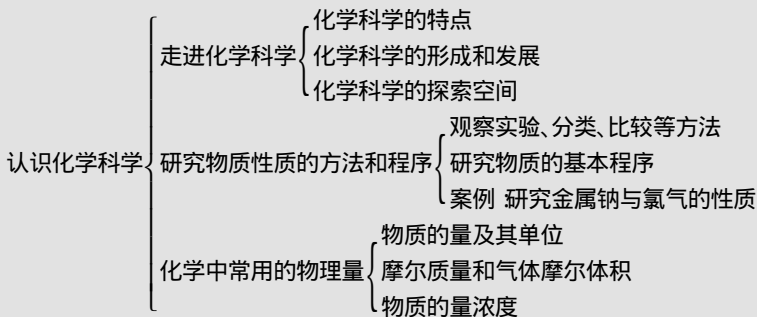 化学科学的特点
走进化学科学 化学科学的形成和发展
化学科学的探索空间
观察实验、分类、比较等方法
认识化学科学 研究物质性质的方法和程序 研究物质的基本程序
案例:研究金属钠与氯气的性质
物质的量及其单位
化学中常用的物理量 摩尔质量和气体摩尔体积
物质的量浓度